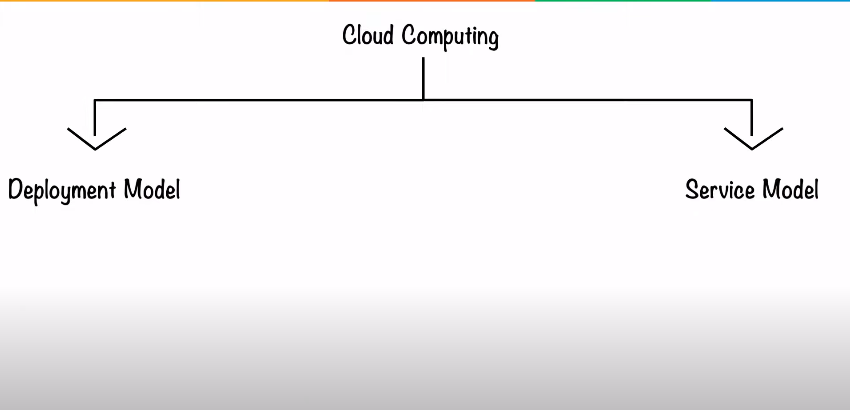 Cloud Computing
Deployment Model
Service Model